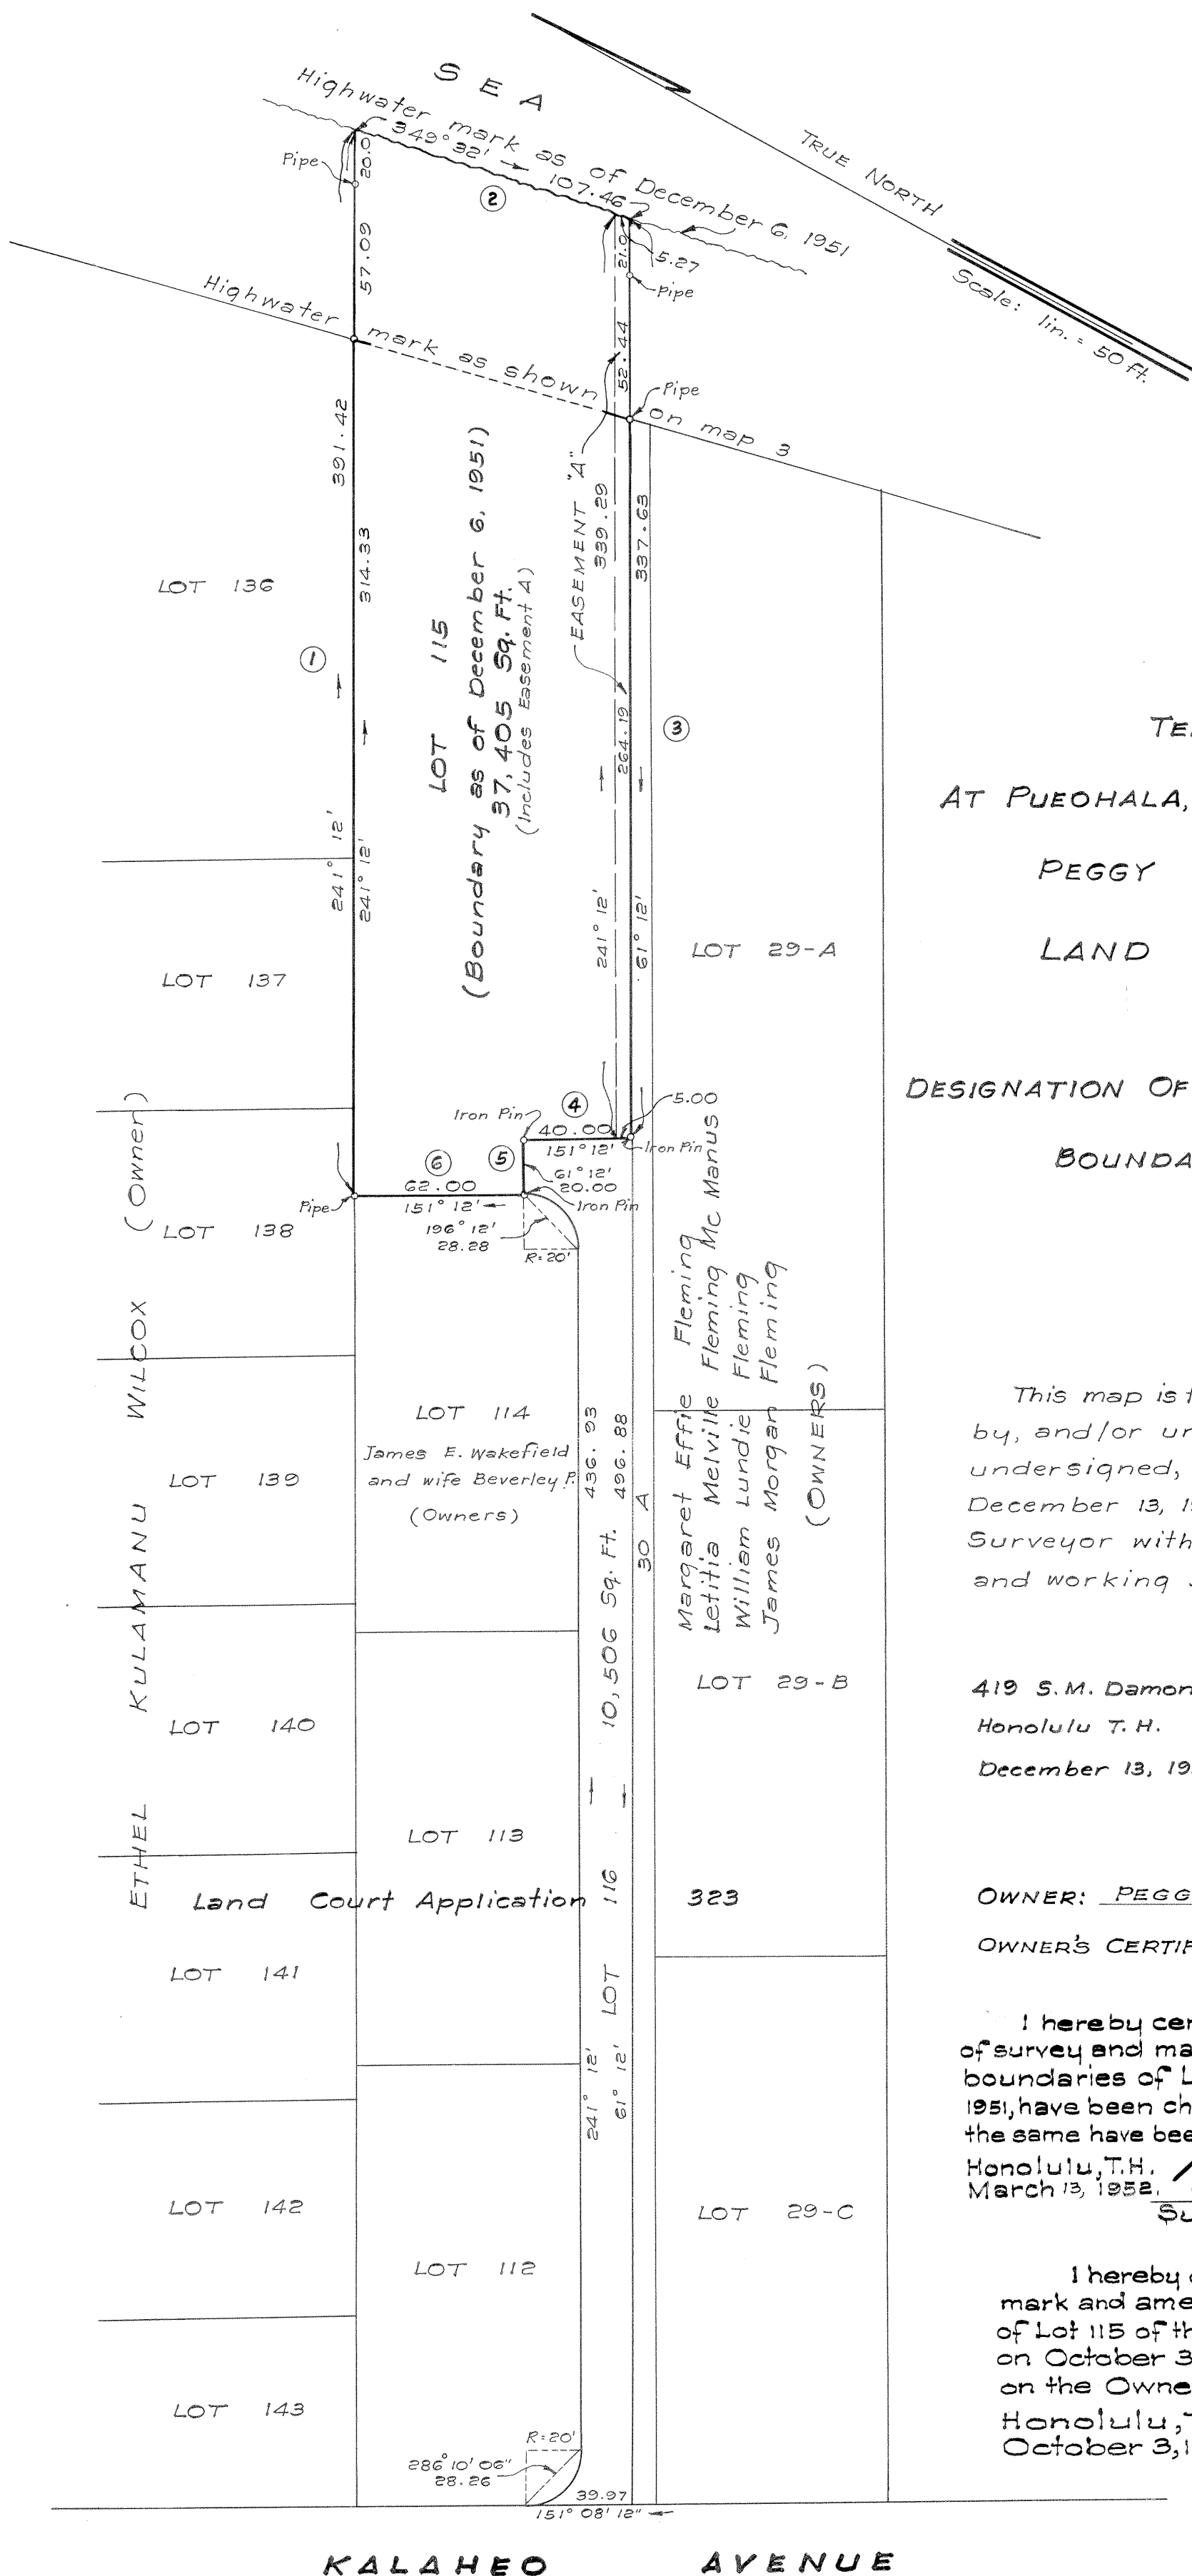 SEA
Highwater mark as of December 6, 1951
349° 32'
107.46
②
TRUE NORTH
Scale: 1in. = 50 ft.
Pipe
20.0
57.09
21.0
5.27
Pipe
52.44
Pipe
Highwater mark as shown on map 3
391.42
314.33
①
241° 12'
241° 12'
LOT 115
(Boundary as of December 6, 1951)
37,405 Sq. Ft.
(Includes Easement A)
EASEMENT "A"
339.29
337.63
264.19
③
241° 12'
61° 12'
LOT 136
LOT 137
LOT 29-A
TE
AT PUEOHALA,
PEGGY
LAND
DESIGNATION OF
BOUNDA
Iron Pin
④
5.00
40.00
151° 12'
Iron Pin
⑥
⑤
61° 12'
20.00
62.00
151° 12'
Iron Pin
Pipe
196° 12'
28.28
R=20'
LOT 138
ETHEL KULAMANU WILCOX (Owner)
Margaret Effie Fleming
Letitia Melville Fleming Mc Manus
William Lundie Fleming
James Morgan Fleming
(OWNERS)
LOT 114
James E. Wakefield
and wife Beverley P.
(Owners)
LOT 139
436.93
496.88
10,506 Sq. Ft.
30 A
This map is
by, and/or
undersigned,
December 13,
Surveyor with
and working
LOT 29-B
LOT 140
419 S.M. Damon
Honolulu T.H.
December 13, 19
LOT 113
Land Court Application 323
LOT 116
OWNER: PEGG
OWNER'S
LOT 141
241° 12'
61° 12'
I hereby
of survey and
boundaries of L
1951, have been
the same have
Honolulu, T.H.
March 13, 1952.
Su
LOT 142
LOT 29-C
LOT 112
I hereby
mark and
of Lot 115 of
on October 3
on the Owne
Honolulu,
October 3, 1
LOT 143
R=20'
286° 10' 06"
28.26
39.97
151° 08' 12"
KALAHEO AVENUE